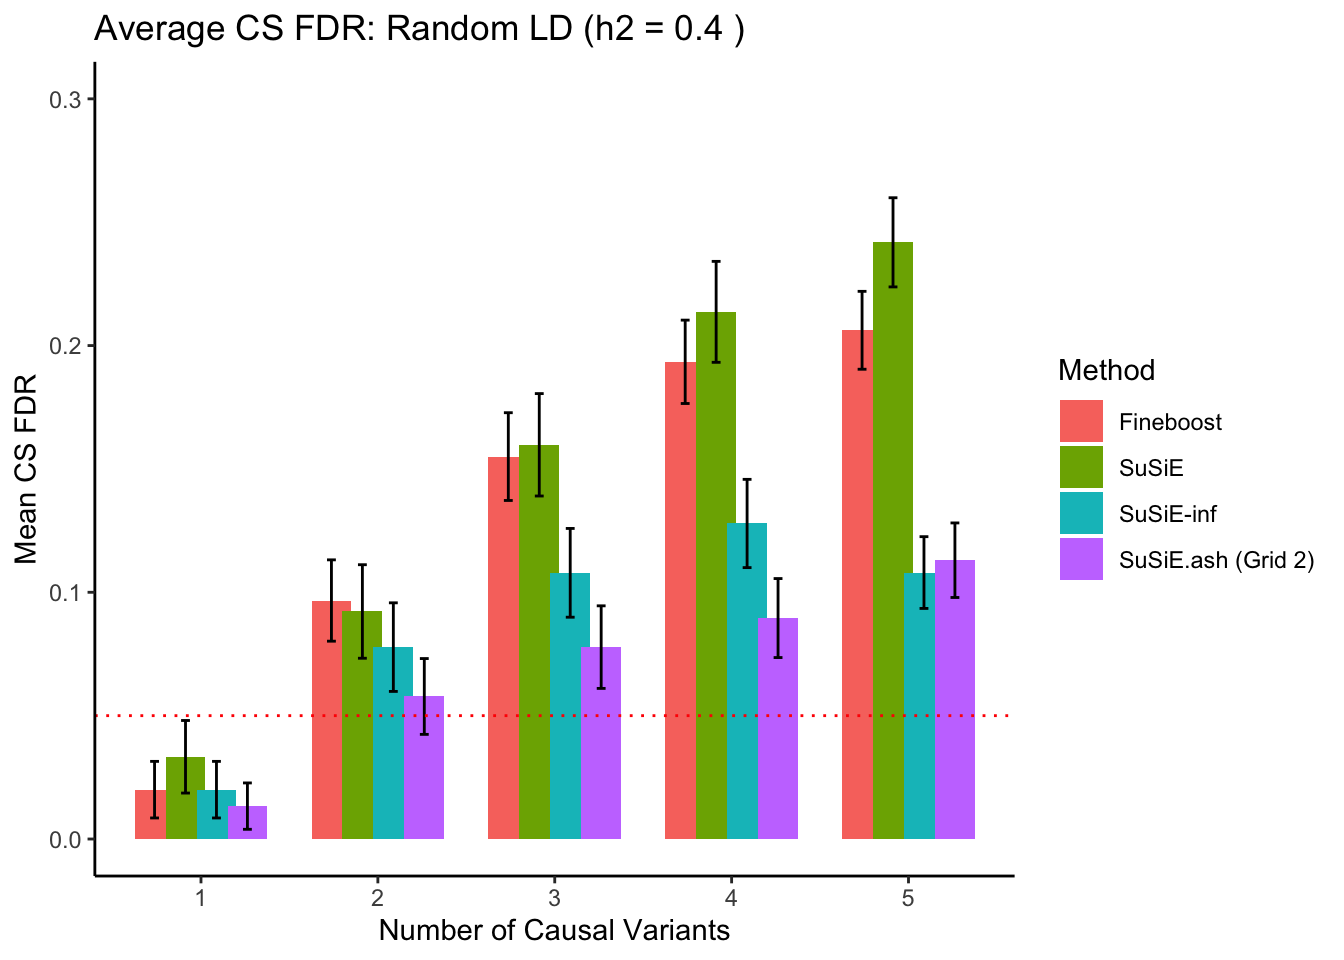 Average CS FDR: Random LD (h2 = 0.4 )
Mean CS FDR
0.3
0.2
0.1
0.0
1 2 3 4 5
Number of Causal Variants
Method
Fineboost
SuSiE
SuSiE-inf
SuSiE.ash (Grid 2)